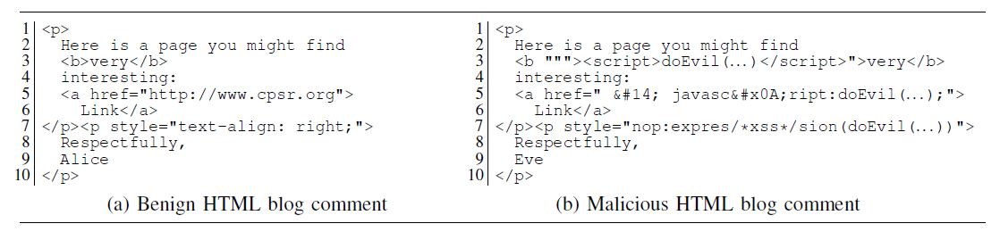 1 <p>
2 Here is a page you might find
3 <b>very</b>
4 interesting:
5 <a href="http://www.cpsr.org">
6 Link</a>
7 </p><p style="text-align: right;">
8 Respectfully,
9 Alice
10 </p>
(a) Benign HTML blog comment
1 <p>
2 Here is a page you might find
3 <b """><script>doEvil(...)</script>">very</b>
4 interesting:
5 <a href=" &#14; javasc&#x0A;ript:doEvil(...);">
6 Link</a>
7 </p><p style="nop:expres/*xss*/sion(doEvil(...))">
8 Respectfully,
9 Eve
10 </p>
(b) Malicious HTML blog comment